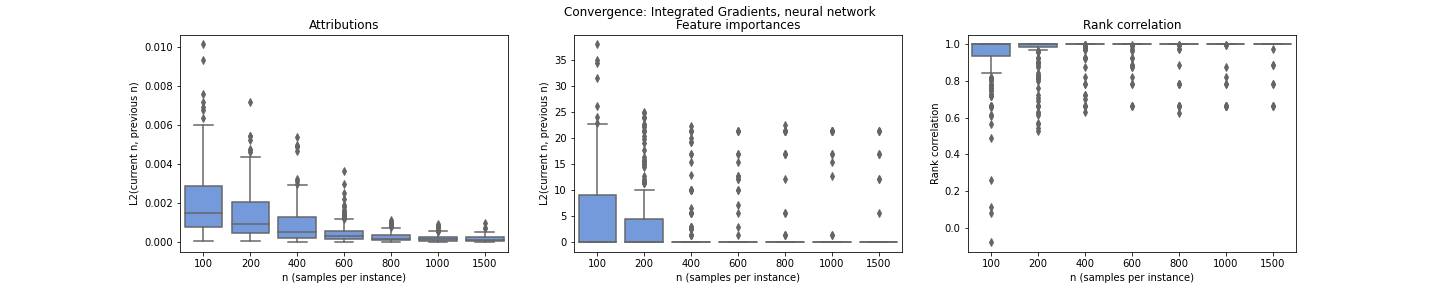 Convergence: Integrated Gradients, neural network
Attributions
0.010
0.008
0.006
0.004
0.002
0.000
L2(current n, previous n)
100 200 400 600 800 1000 1500
n (samples per instance)
Feature importances
35
30
25
20
15
10
5
0
L2(current n, previous n)
100 200 400 600 800 1000 1500
n (samples per instance)
Rank correlation
1.0
0.8
0.6
0.4
0.2
0.0
Rank correlation
100 200 400 600 800 1000 1500
n (samples per instance)